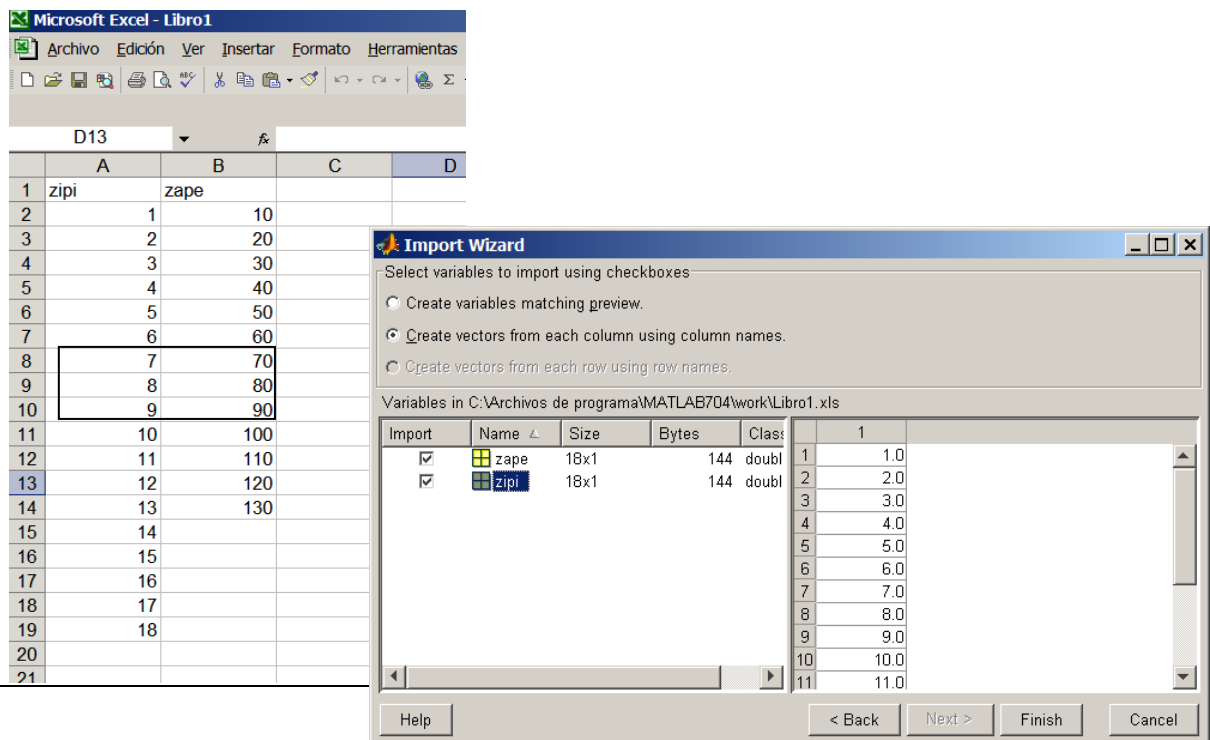 Microsoft Excel - Libro1
Archivo Edición Ver Insertar Formato Herramientas
ABC Σ
D13 fx
A B C D
1 zipi zape
2 1 10
3 2 20
4 3 30
5 4 40
6 5 50
7 6 60
8 7 70
9 8 80
10 9 90
11 10 100
12 11 110
13 12 120
14 13 130
15 14
16 15
17 16
18 17
19 18
20
21
Import Wizard
Select variables to import using checkboxes
Create variables matching preview.
Create vectors from each column using column names.
Create vectors from each row using row names.
Variables in C:\Archivos de programa\MATLAB704\work\Libro1.xls
Import Name Size Bytes Class
zape 18x1 144 doubl
zipi 18x1 144 doubl
1
1 1.0
2 2.0
3 3.0
4 4.0
5 5.0
6 6.0
7 7.0
8 8.0
9 9.0
10 10.0
11 11.0
Help < Back Next > Finish Cancel